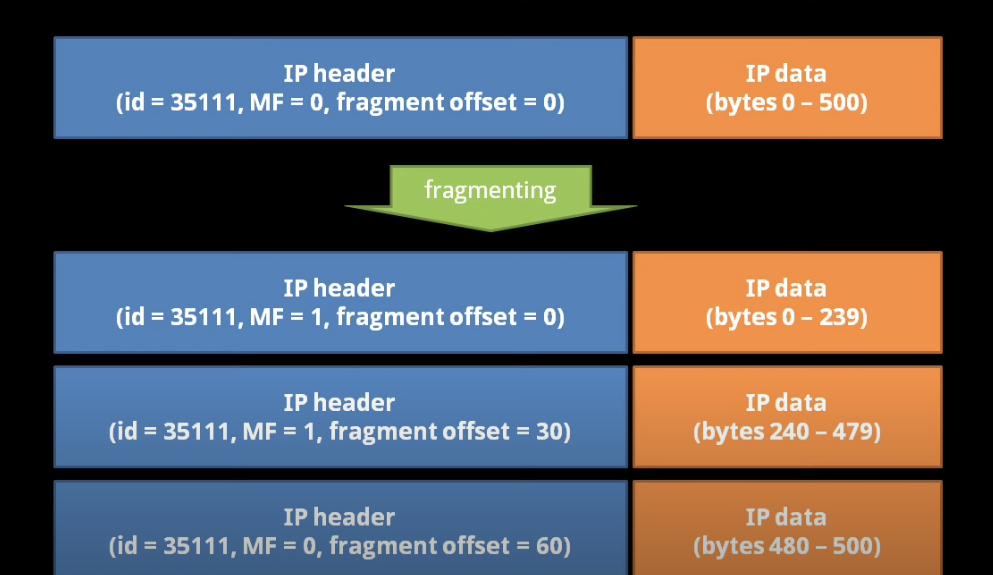 IP header
(id = 35111, MF = 0, fragment offset = 0)
IP data
(bytes 0 – 500)
fragmenting
IP header
(id = 35111, MF = 1, fragment offset = 0)
IP data
(bytes 0 – 239)
IP header
(id = 35111, MF = 1, fragment offset = 30)
IP data
(bytes 240 – 479)
IP header
(id = 35111, MF = 0, fragment offset = 60)
IP data
(bytes 480 – 500)